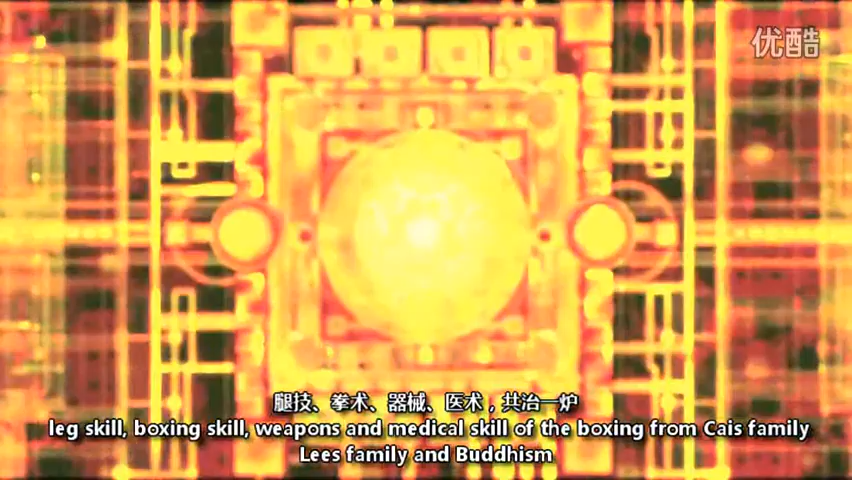 优酷
腿技、拳术、器械、医术，共治一炉
leg skill, boxing skill, weapons and medical skill of the boxing from Cais family
Lees family and Buddhism